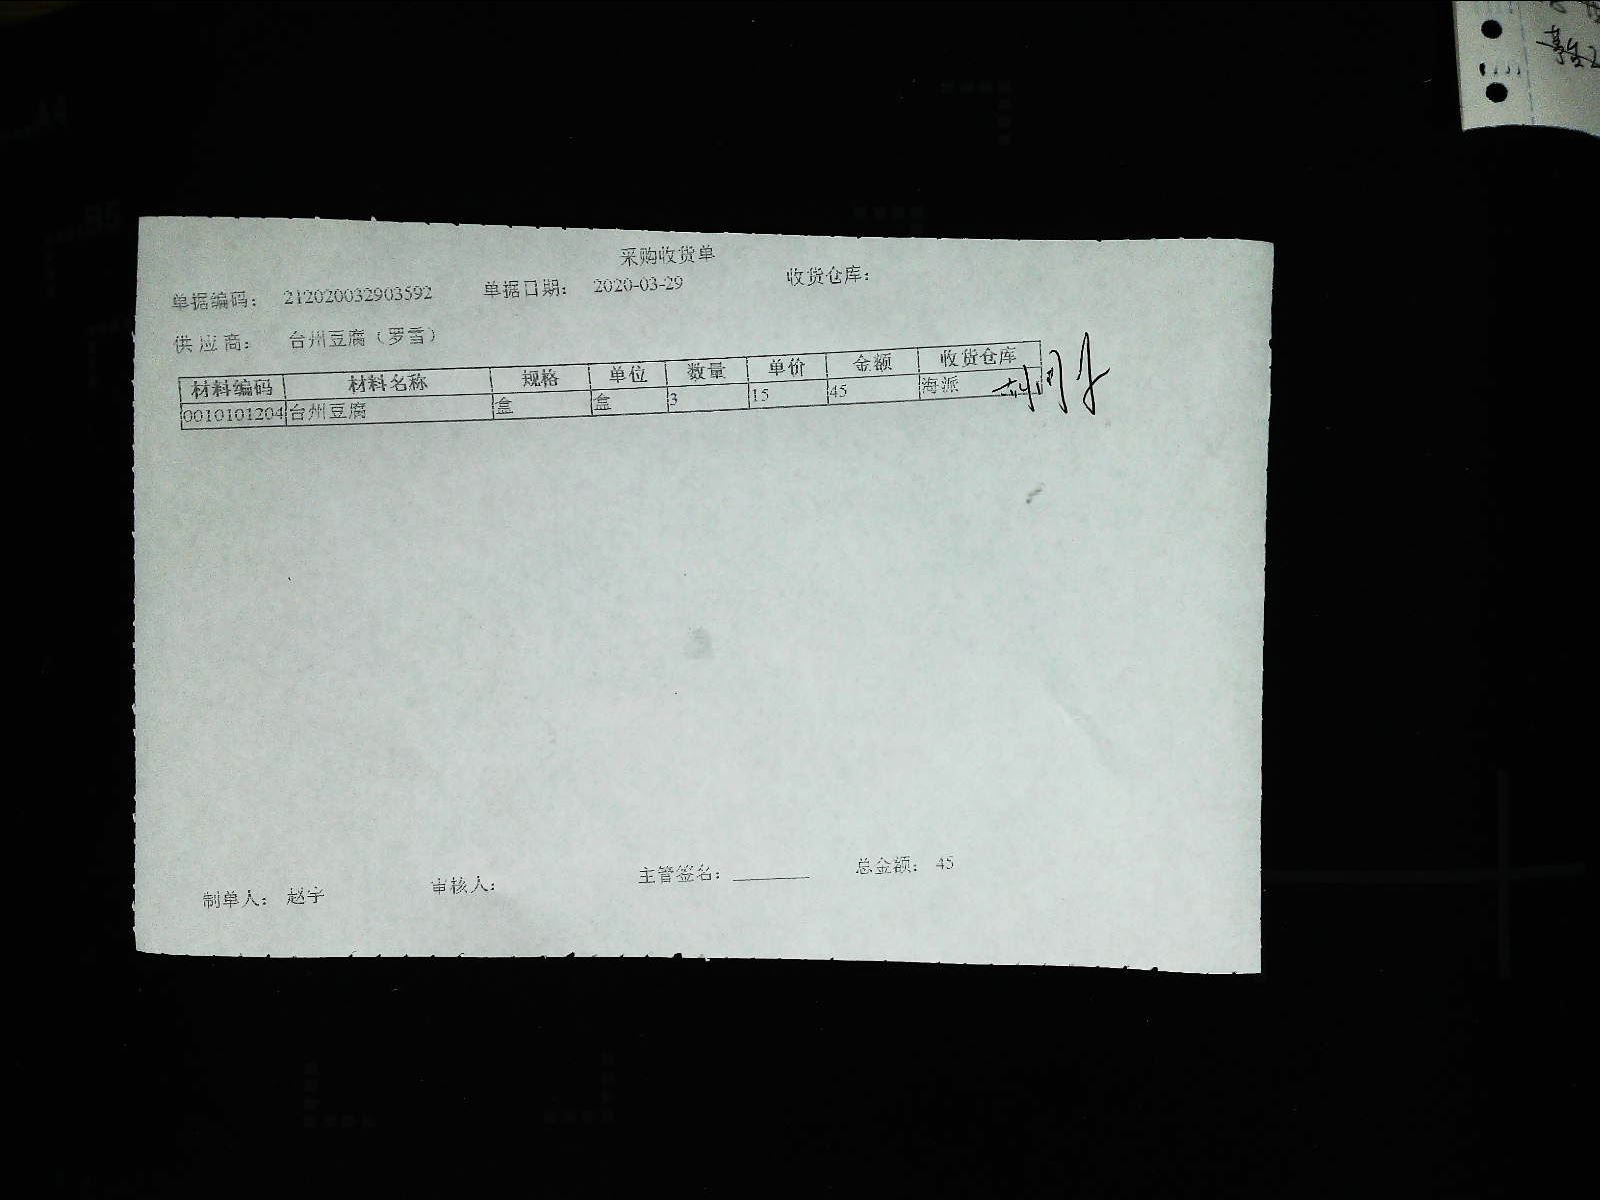 采购收货单
单据编码： 212020032903592 单据日期： 2020-03-29 收货仓库：
供应商： 台州豆腐（罗雪）
材料编码 材料名称 规格 单位 数量 单价 金额 收货仓库
0010101204 台州豆腐 盒 盒 3 15 45 海派
制单人： 赵宇 审核人： 主管签名： 总金额： 45